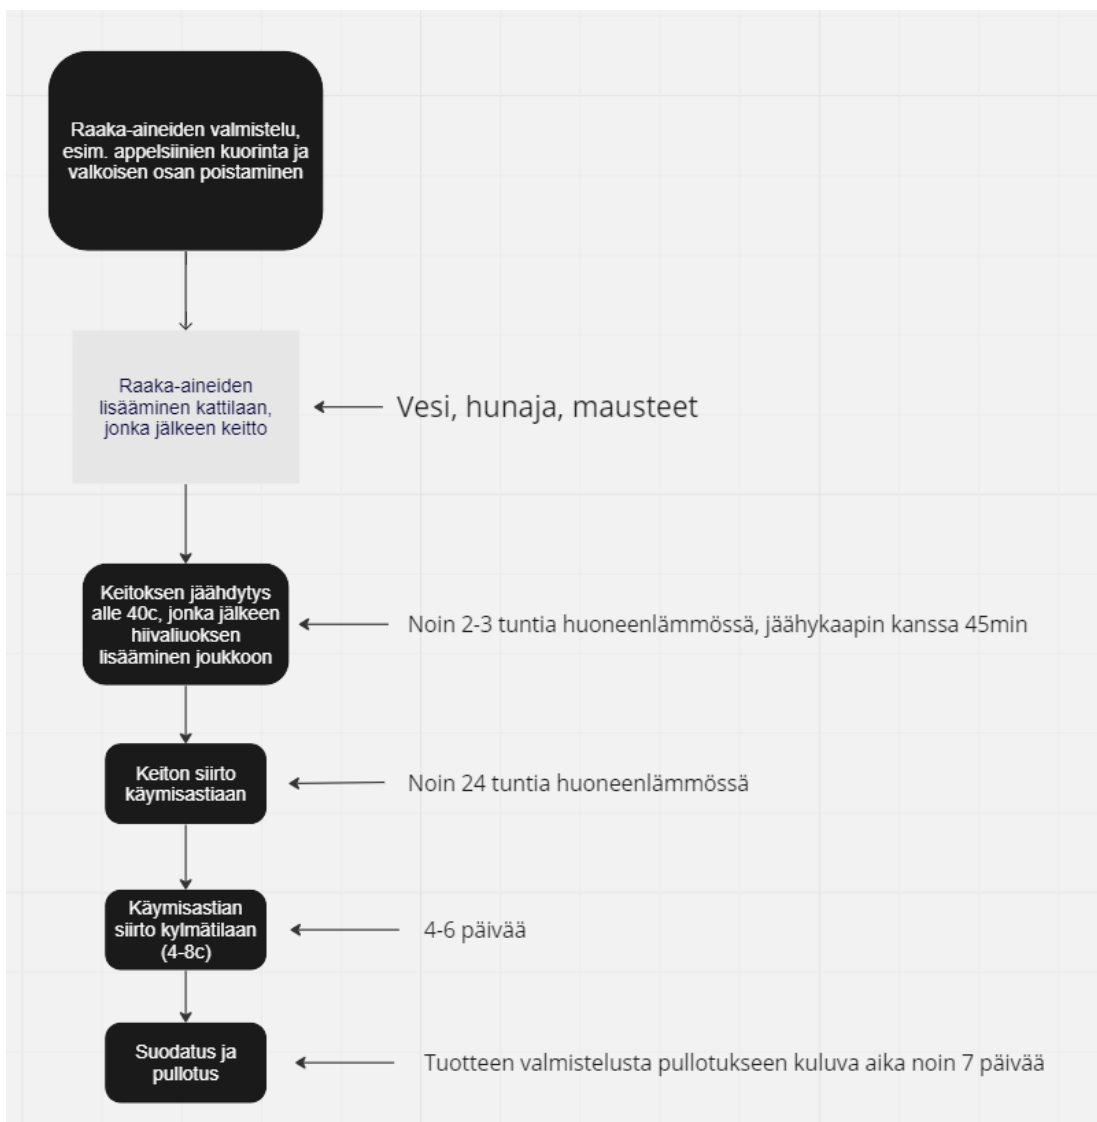 Raaka-aineiden valmistelu,
esim. appelsiinien kuorinta ja
valkoisen osan poistaminen
Raaka-aineiden
lisääminen kattilaan,
jonka jälkeen keitto
Vesi, hunaja, mausteet
Keitoksen jäähdytys
alle 40c, jonka jälkeen
hiivaliuoksen
lisääminen joukkoon
Noin 2-3 tuntia huoneenlämmössä, jäähykaapin kanssa 45min
Keiton siirto
käymisastiaan
Noin 24 tuntia huoneenlämmössä
Käymisastian
siirto kylmätilaan
(4-8c)
4-6 päivää
Suodatus ja
pullotus
Tuotteen valmistelusta pullotukseen kuluva aika noin 7 päivää